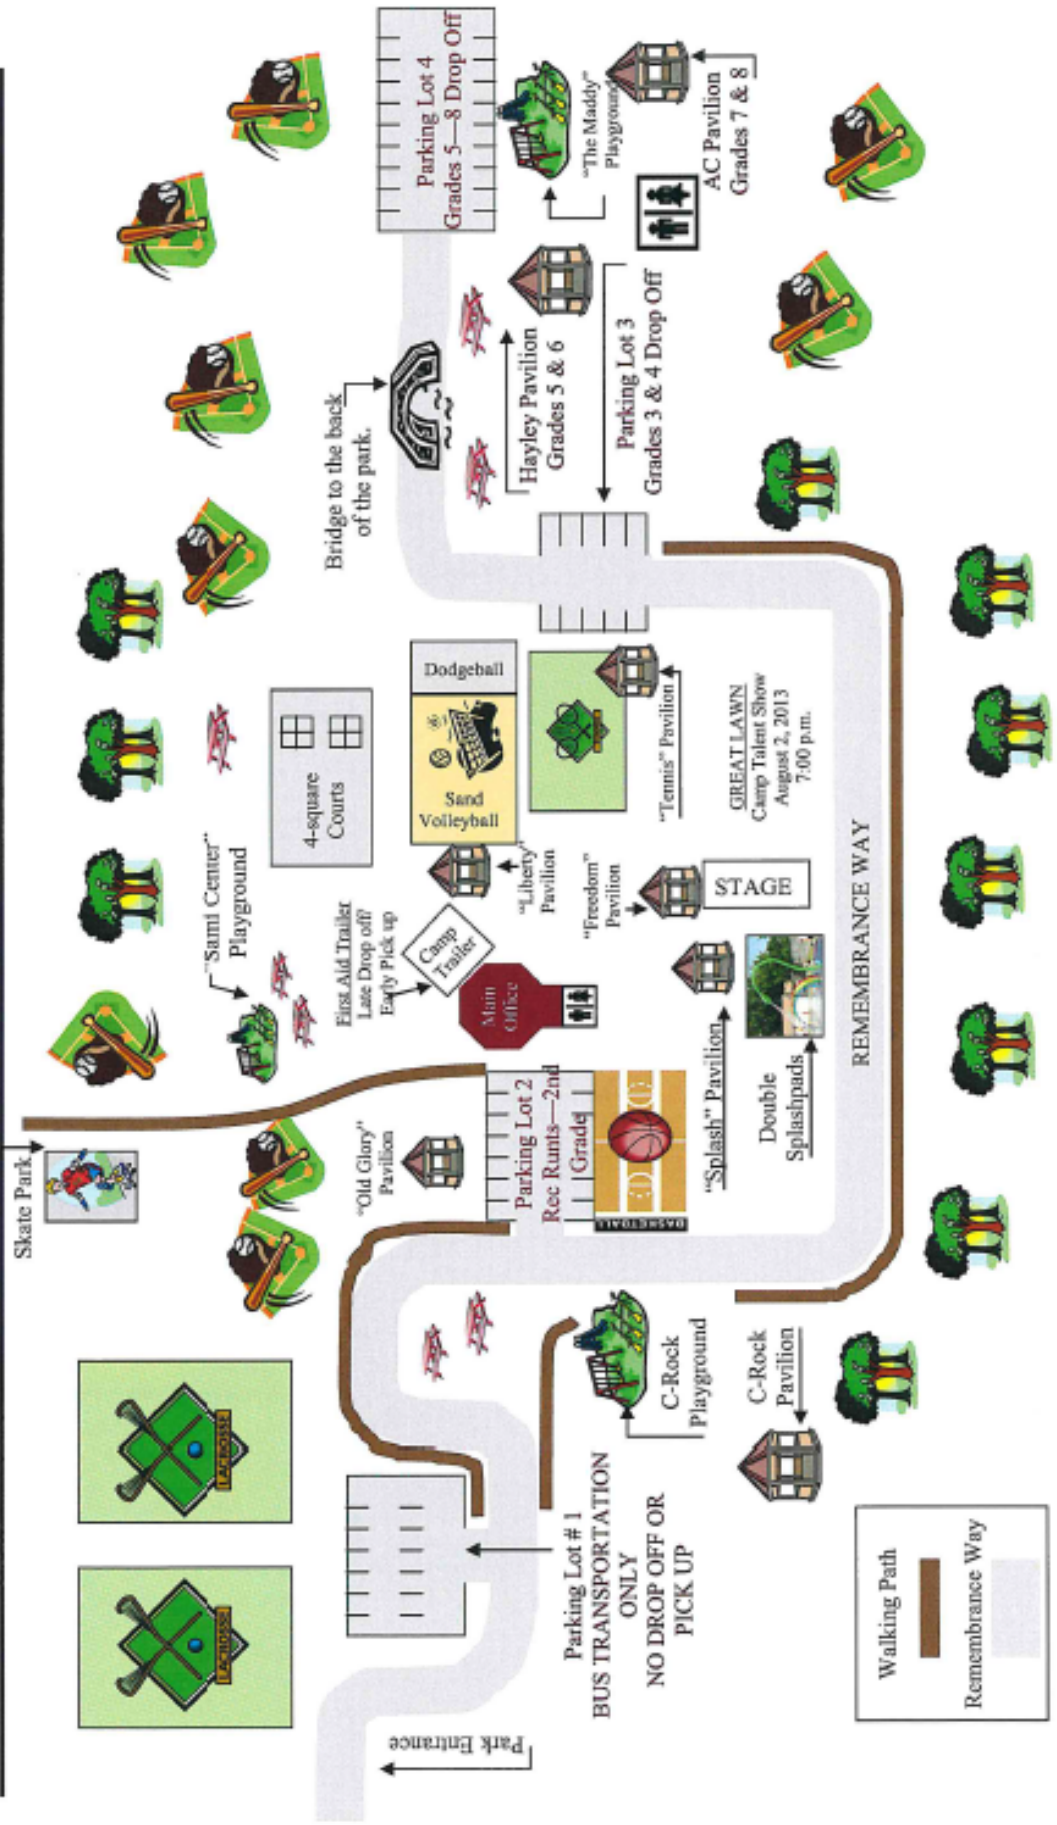 Skate Park
LACROSSE
LACROSSE
Park Entrance
Parking Lot # 1
BUS TRANSPORTATION
ONLY
NO DROP OFF OR
PICK UP
Walking Path
Remembrance Way
C-Rock
Playground
C-Rock
Pavilion
"Old Glory"
Pavilion
Parking Lot 2
Rec Runts—2nd
Grade
BASKETBALL
"Sami Center"
Playground
First Aid Trailer
Late Drop off?
Early Pick up
Camp
Trailer
Main
Office
"Splash" Pavilion
Double
Splashpads
4-square
Courts
"Liberty"
Pavilion
"Freedom"
Pavilion
STAGE
Sand
Volleyball
Dodgeball
"Tennis" Pavilion
GREAT LAWN
Camp Talent Show
August 2, 2013
7:00 p.m.
REMEMBRANCE WAY
Bridge to the back
of the park.
Hayley Pavilion
Grades 5 & 6
Parking Lot 3
Grades 3 & 4 Drop Off
Parking Lot 4
Grades 5—8 Drop Off
"The Maddy"
Playground
AC Pavilion
Grades 7 & 8